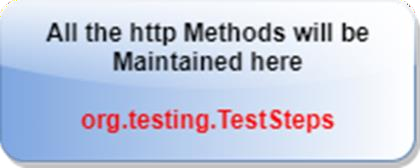 All the http Methods will be
Maintained here
org.testing.TestSteps